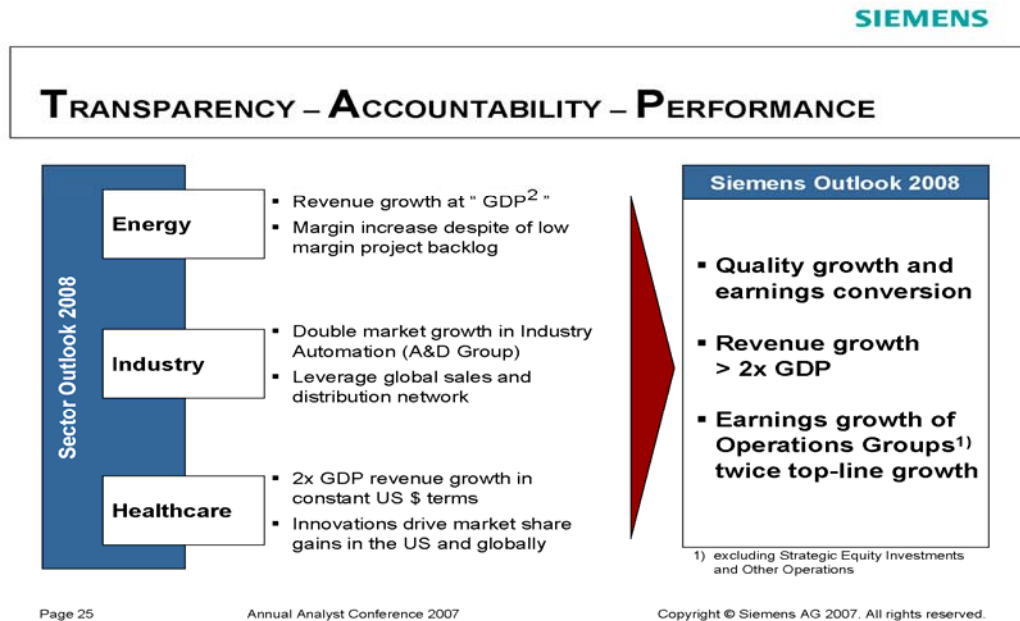 SIEMENS
TRANSPARENCY – ACCOUNTABILITY – PERFORMANCE
Sector Outlook 2008
Energy
▪ Revenue growth at “ GDP² ”
▪ Margin increase despite of low
margin project backlog
Industry
▪ Double market growth in Industry
Automation (A&D Group)
▪ Leverage global sales and
distribution network
Healthcare
▪ 2x GDP revenue growth in
constant US $ terms
▪ Innovations drive market share
gains in the US and globally
Siemens Outlook 2008
▪ Quality growth and
earnings conversion
▪ Revenue growth
> 2x GDP
▪ Earnings growth of
Operations Groups¹⁾
twice top-line growth
1) excluding Strategic Equity Investments
and Other Operations
Page 25
Annual Analyst Conference 2007
Copyright © Siemens AG 2007. All rights reserved.